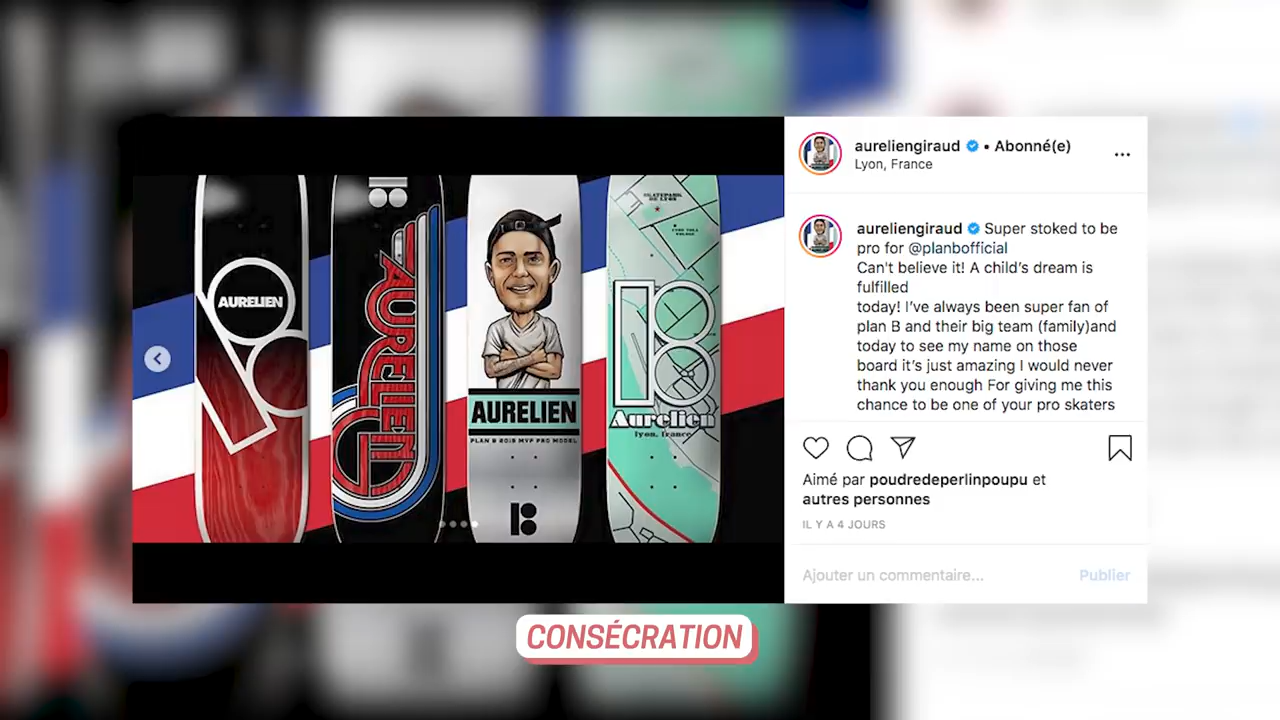 AURELIEN
AURELIEN
AURELIEN
PLAN B 2019 MVP PRO MODEL
SKATEPARK
DE LYON
Aurelien
lyon, france
aureliengiraud • Abonné(e)
Lyon, France
aureliengiraud Super stoked to be
pro for @planbofficial
Can't believe it! A child's dream is
fulfilled
today! I've always been super fan of
plan B and their big team (family)and
today to see my name on those
board it's just amazing I would never
thank you enough For giving me this
chance to be one of your pro skaters
Aimé par poudredeperlinpoupu et
autres personnes
IL Y A 4 JOURS
Ajouter un commentaire... Publier
CONSÉCRATION